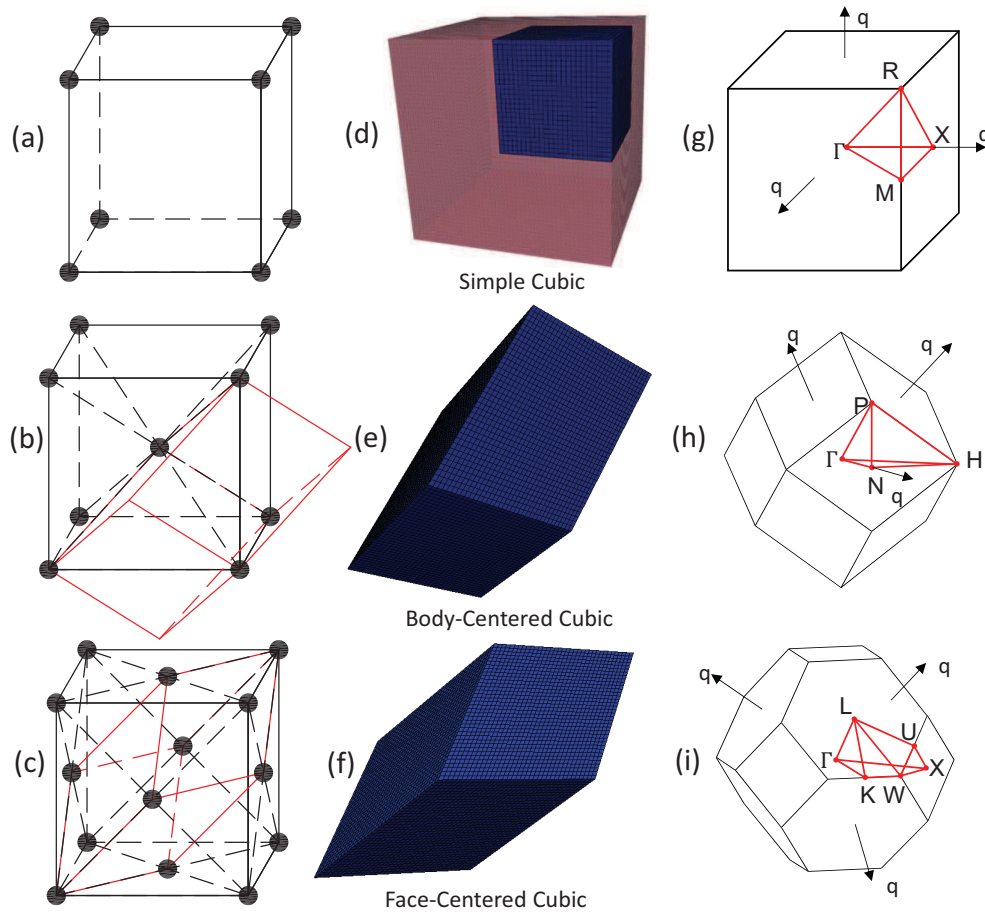 (a)
(d)
(g)
q
R
Γ
X
q
q
M
Simple Cubic
(b)
(e)
(h)
q
q
P
Γ
H
N
q
Body-Centered Cubic
(c)
(f)
(i)
q
q
L
U
Γ
X
K
W
q
Face-Centered Cubic